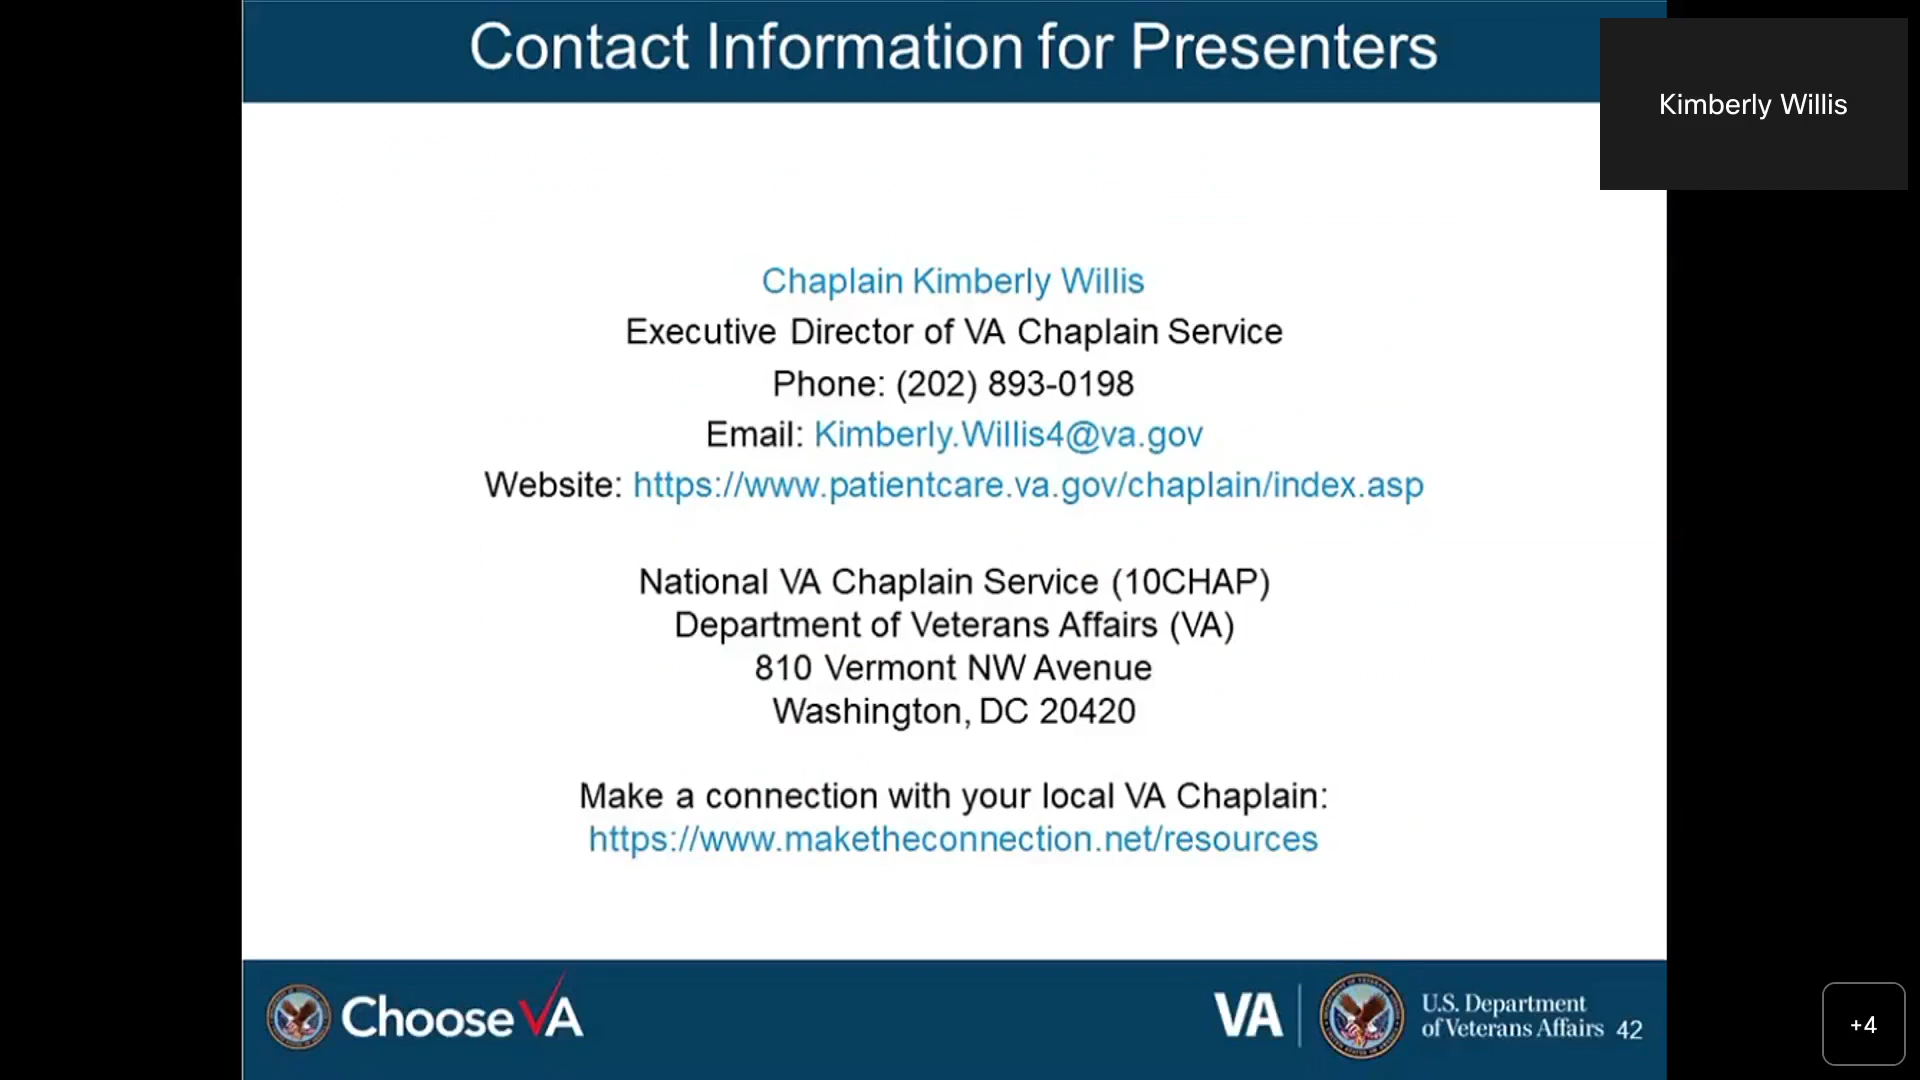 Contact Information for Presenters
Kimberly Willis
Chaplain Kimberly Willis
Executive Director of VA Chaplain Service
Phone: (202) 893-0198
Email: Kimberly.Willis4@va.gov
Website: https://www.patientcare.va.gov/chaplain/index.asp
National VA Chaplain Service (10CHAP)
Department of Veterans Affairs (VA)
810 Vermont NW Avenue
Washington, DC 20420
Make a connection with your local VA Chaplain:
https://www.maketheconnection.net/resources
Choose VA
VA
U.S. Department
of Veterans Affairs
42
+4